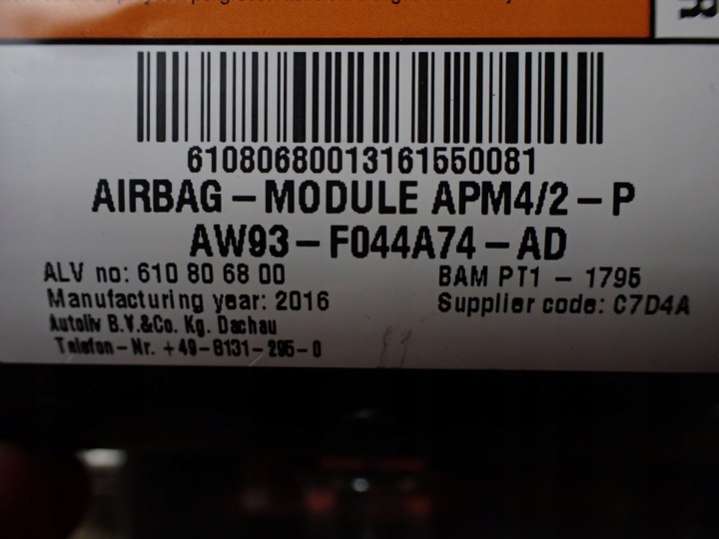 R
61080680013161550081
AIRBAG-MODULE APM4/2-P
AW93-F044A74-AD
ALV no: 610 80 68 00 BAM PT1 - 1795
Manufacturing year: 2016 Supplier code: C7D4A
Autoliv B.V.&Co. Kg. Dachau
Telefon-Nr. +49-8131-295-0